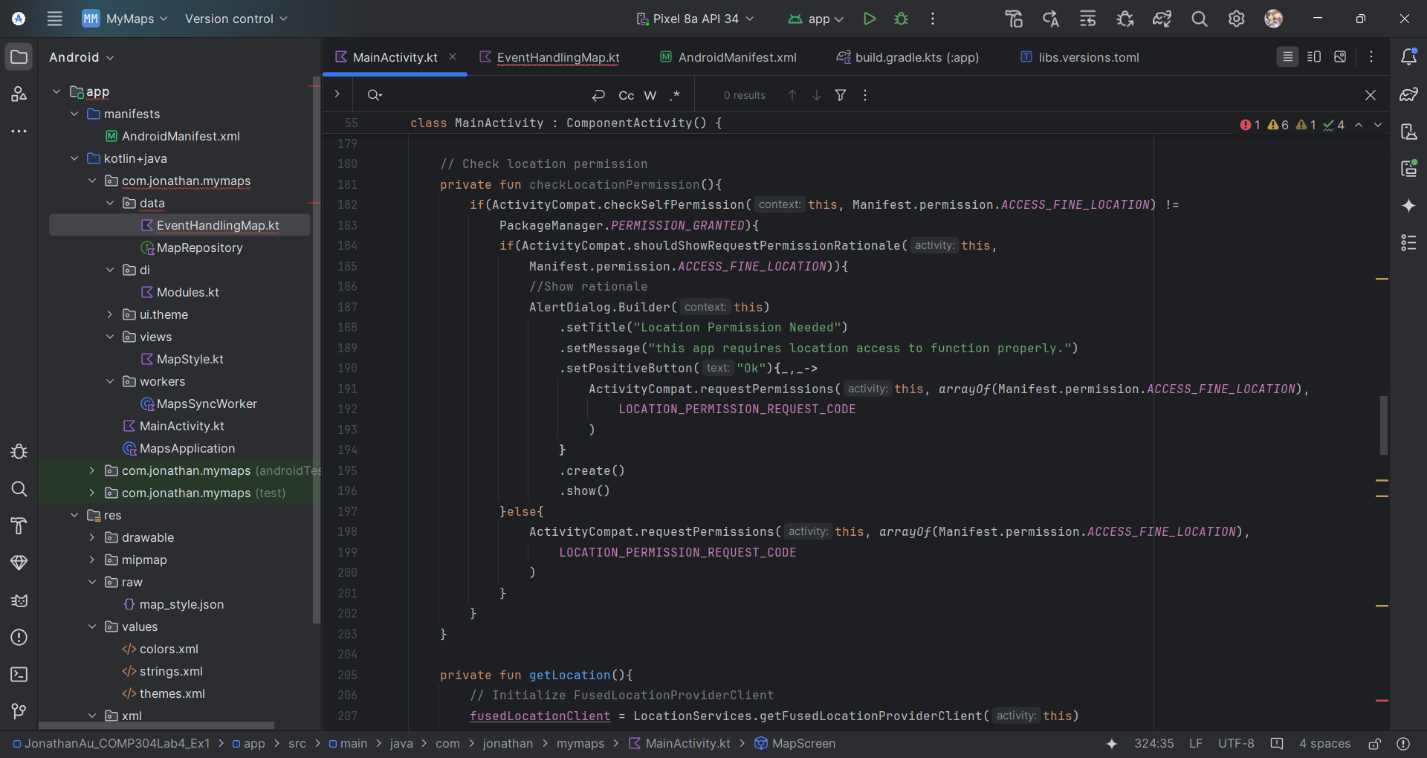 MM MyMaps Version control Pixel 8a API 34 app
Android
MainActivity.kt EventHandlingMap.kt AndroidManifest.xml build.gradle.kts (:app) libs.versions.toml
Cc W .* 0 results
app
manifests
AndroidManifest.xml
kotlin+java
com.jonathan.mymaps
data
EventHandlingMap.kt
MapRepository
di
Modules.kt
ui.theme
views
MapStyle.kt
workers
MapsSyncWorker
MainActivity.kt
MapsApplication
com.jonathan.mymaps (androidTes
com.jonathan.mymaps (test)
res
drawable
mipmap
raw
map_style.json
values
colors.xml
strings.xml
themes.xml
xml
55 class MainActivity : ComponentActivity() { 1 6 1 4
179
180 // Check location permission
181 private fun checkLocationPermission(){
182 if(ActivityCompat.checkSelfPermission( context: this, Manifest.permission.ACCESS_FINE_LOCATION) !=
183 PackageManager.PERMISSION_GRANTED){
184 if(ActivityCompat.shouldShowRequestPermissionRationale( activity: this,
185 Manifest.permission.ACCESS_FINE_LOCATION)){
186 //Show rationale
187 AlertDialog.Builder( context: this)
188 .setTitle("Location Permission Needed")
189 .setMessage("this app requires location access to function properly.")
190 .setPositiveButton( text: "Ok"){_,_->
191 ActivityCompat.requestPermissions( activity: this, arrayOf(Manifest.permission.ACCESS_FINE_LOCATION),
192 LOCATION_PERMISSION_REQUEST_CODE
193 )
194 }
195 .create()
196 .show()
197 }else{
198 ActivityCompat.requestPermissions( activity: this, arrayOf(Manifest.permission.ACCESS_FINE_LOCATION),
199 LOCATION_PERMISSION_REQUEST_CODE
200 )
201 }
202 }
203 }
204
205 private fun getLocation(){
206 // Initialize FusedLocationProviderClient
207 fusedLocationClient = LocationServices.getFusedLocationProviderClient( activity: this)
JonathanAu_COMP304Lab4_Ex1 > app > src > main > java > com > jonathan > mymaps > MainActivity.kt > MapScreen 324:35 LF UTF-8 4 spaces